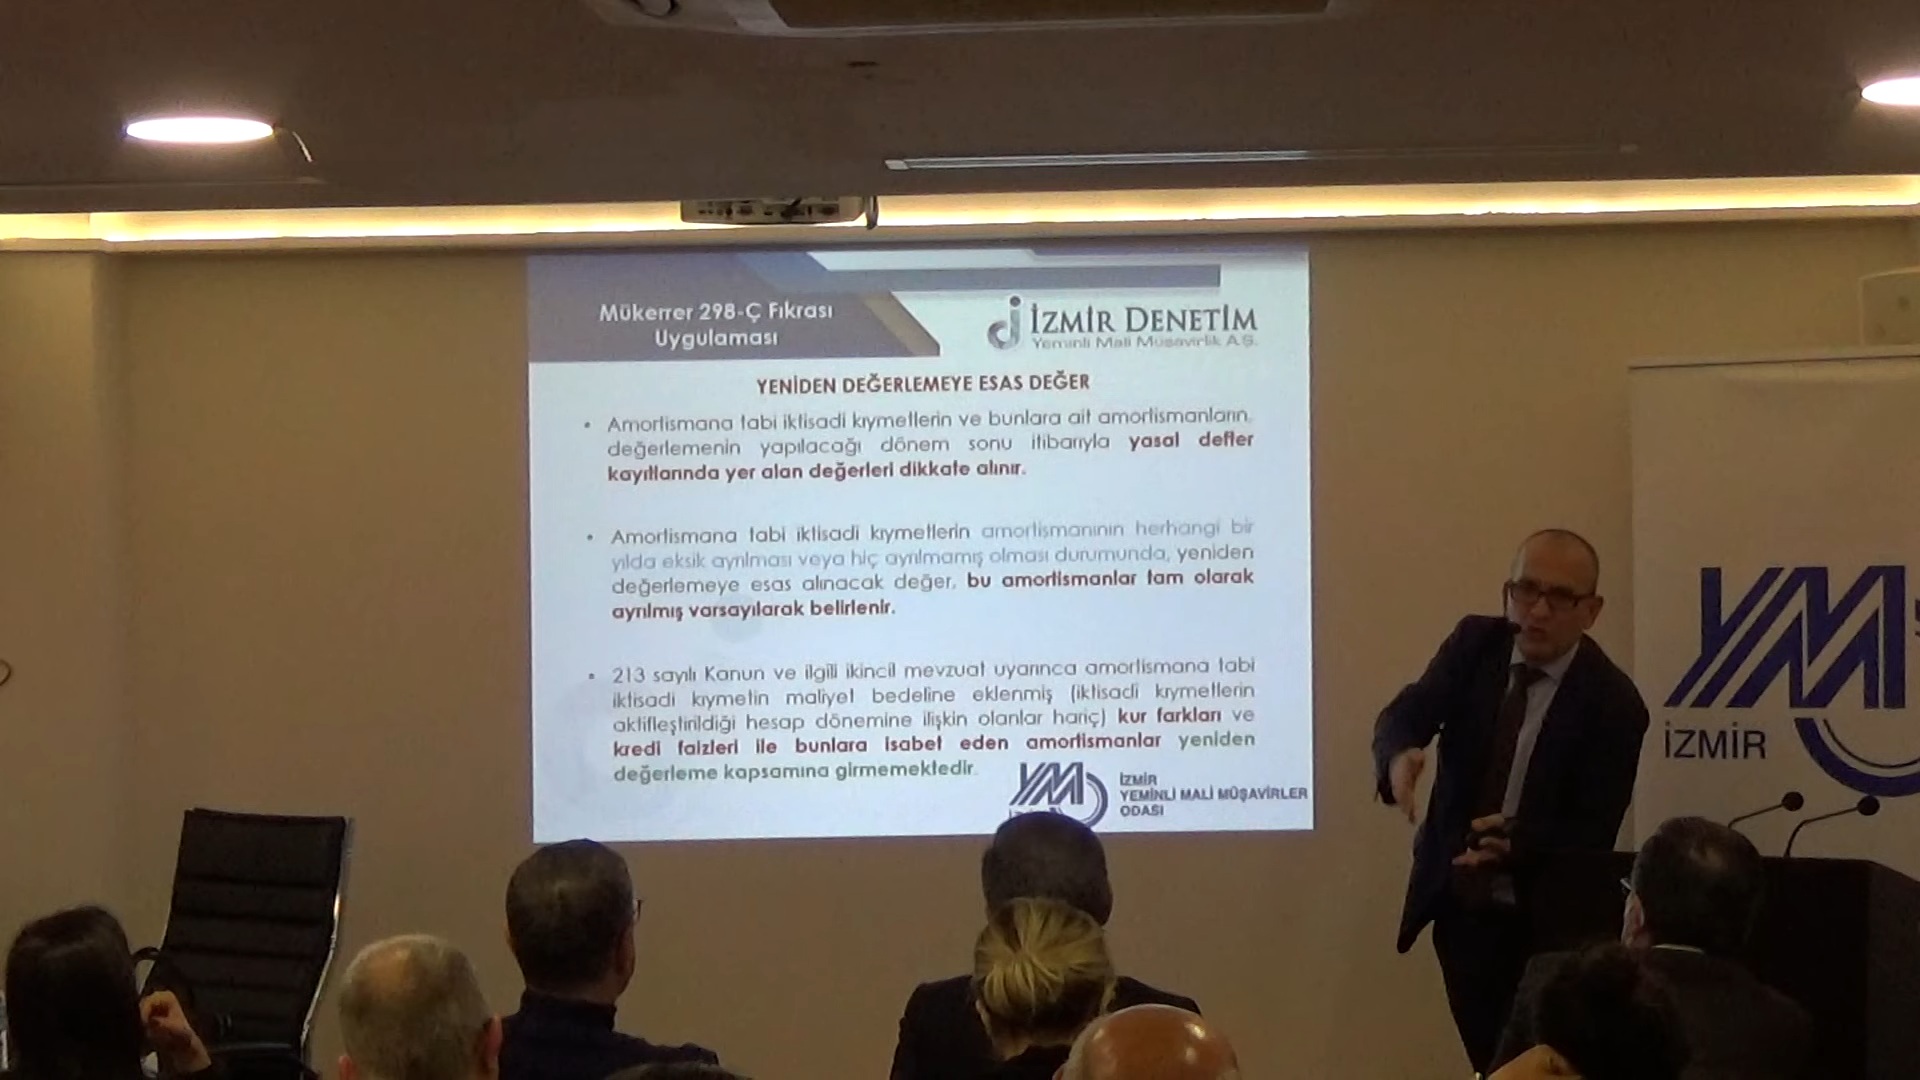 Mükerrer 298-Ç Fıkrası
Uygulaması
İZMİR DENETİM
Yeminli Mali Müşavirlik A.Ş.
YENİDEN DEĞERLEMEYE ESAS DEĞER
• Amortismana tabi iktisadi kıymetlerin ve bunlara ait amortismanların,
değerlemenin yapılacağı dönem sonu itibarıyla yasal defter
kayıtlarında yer alan değerleri dikkate alınır.
• Amortismana tabi iktisadi kıymetlerin amortismanının herhangi bir
yılda eksik ayrılması veya hiç ayrılmamış olması durumunda, yeniden
değerlemeye esas alınacak değer, bu amortismanlar tam olarak
ayrılmış varsayılarak belirlenir.
• 213 sayılı Kanun ve ilgili ikincil mevzuat uyarınca amortismana tabi
iktisadi kıymetin maliyet bedeline eklenmiş (iktisadi kıymetlerin
aktifleştirildiği hesap dönemine ilişkin olanlar hariç) kur farkları ve
kredi faizleri ile bunlara isabet eden amortismanlar yeniden
değerleme kapsamına girmemektedir.
YMM
İZMİR
YEMİNLİ MALİ MÜŞAVİRLER
ODASI
YMM
İZMİR